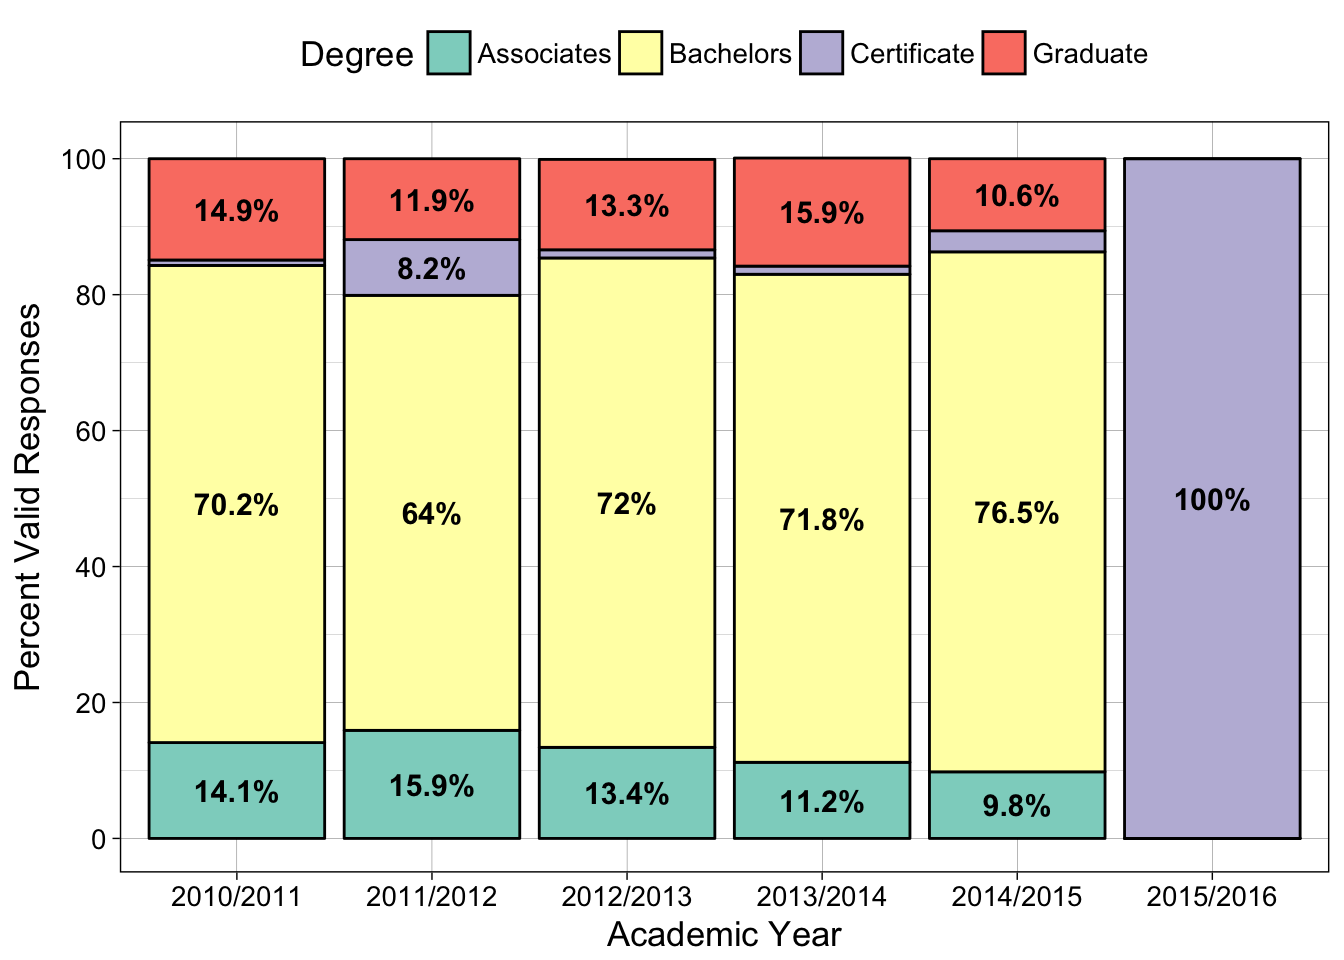 Degree Associates Bachelors Certificate Graduate
100
80
60
40
20
0
Percent Valid Responses
14.9% 11.9% 13.3% 15.9% 10.6%
8.2%
70.2% 64% 72% 71.8% 76.5% 100%
14.1% 15.9% 13.4% 11.2% 9.8%
2010/2011 2011/2012 2012/2013 2013/2014 2014/2015 2015/2016
Academic Year